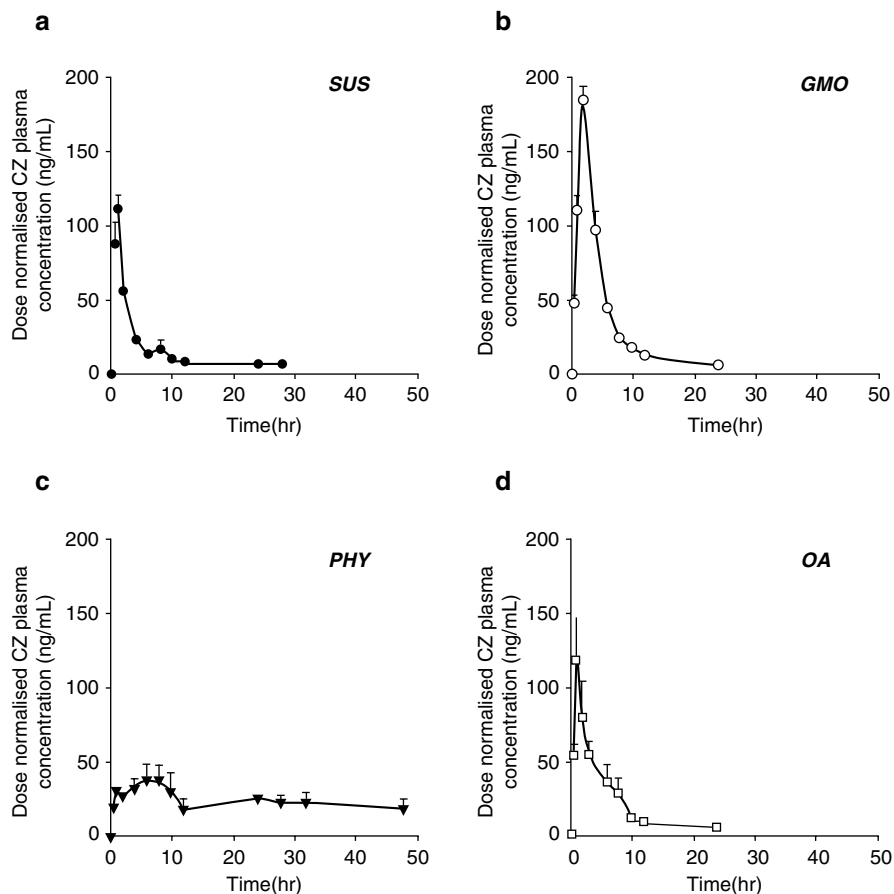 a
SUS
Dose normalised CZ plasma
concentration (ng/mL)
200
150
100
50
0
0 10 20 30 40 50
Time(hr)
b
GMO
Dose normalised CZ plasma
concentration (ng/mL)
200
150
100
50
0
0 10 20 30 40 50
Time(hr)
c
PHY
Dose normalised CZ plasma
concentration (ng/mL)
200
150
100
50
0
0 10 20 30 40 50
Time(hr)
d
OA
Dose normalised CZ plasma
concentration (ng/mL)
200
150
100
50
0
0 10 20 30 40 50
Time(hr)